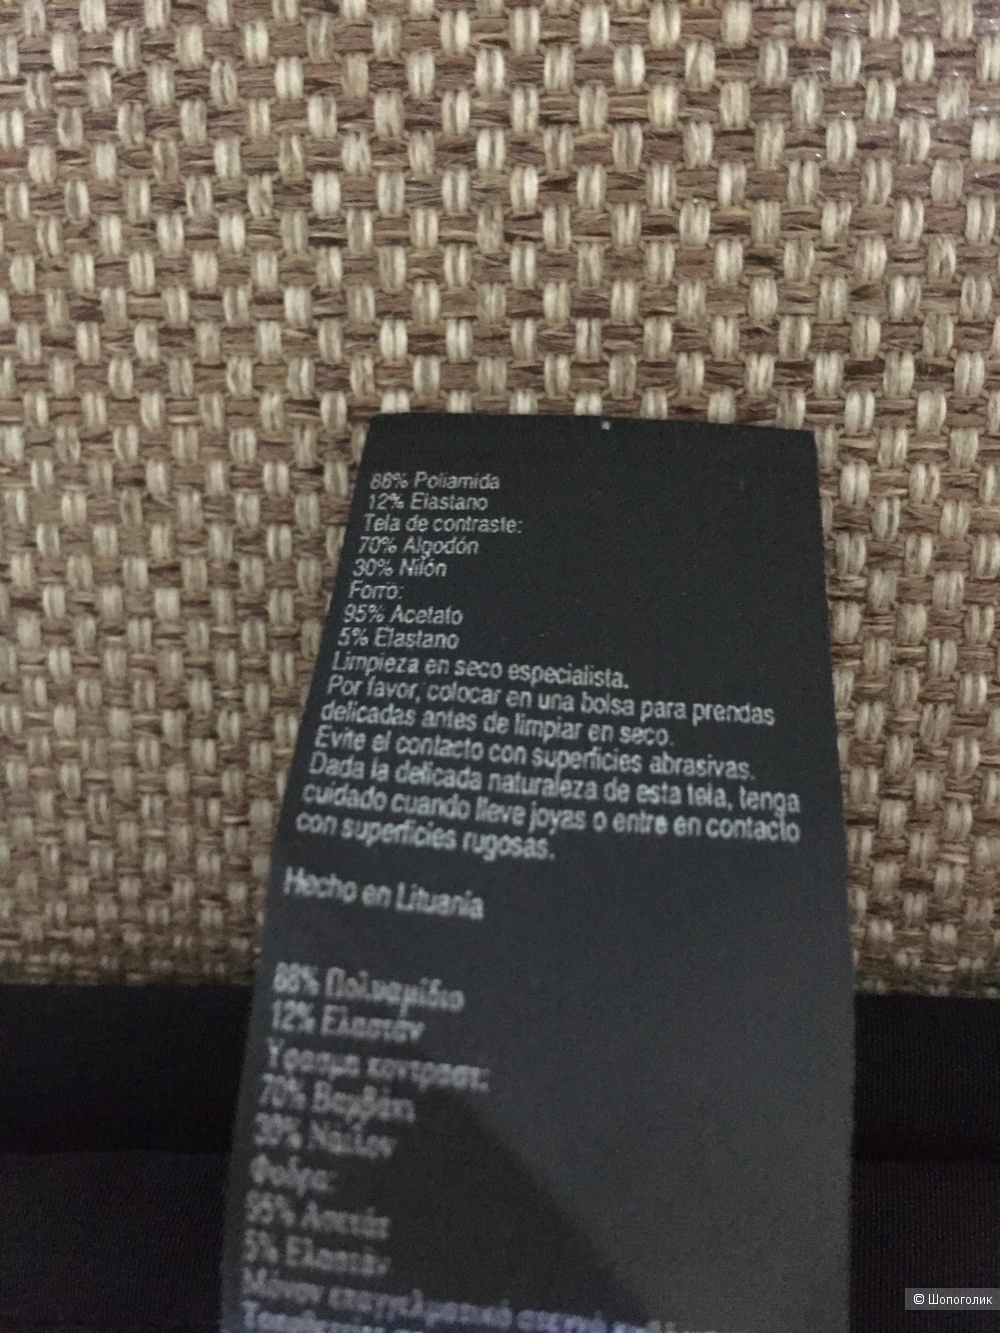 88% Poliamida
12% Elastano
Tela de contraste:
70% Algodón
30% Nilón
Forro:
95% Acetato
5% Elastano
Limpieza en seco especialista.
Por favor, colocar en una bolsa para prendas
delicadas antes de limpiar en seco.
Evite el contacto con superficies abrasivas.
Dada la delicada naturaleza de esta tela, tenga
cuidado cuando lleve joyas o entre en contacto
con superficies rugosas.
Hecho en Lituania
88% Πολυαμίδιο
12% Ελαστάν
Ύφασμα κοντράστ:
70% Βαμβάκι
30% Νάιλον
Φόδρα:
95% Ασετάτ
5% Ελαστάν
Μόνον επαγγελματικό στεγνό
© Шопоголик